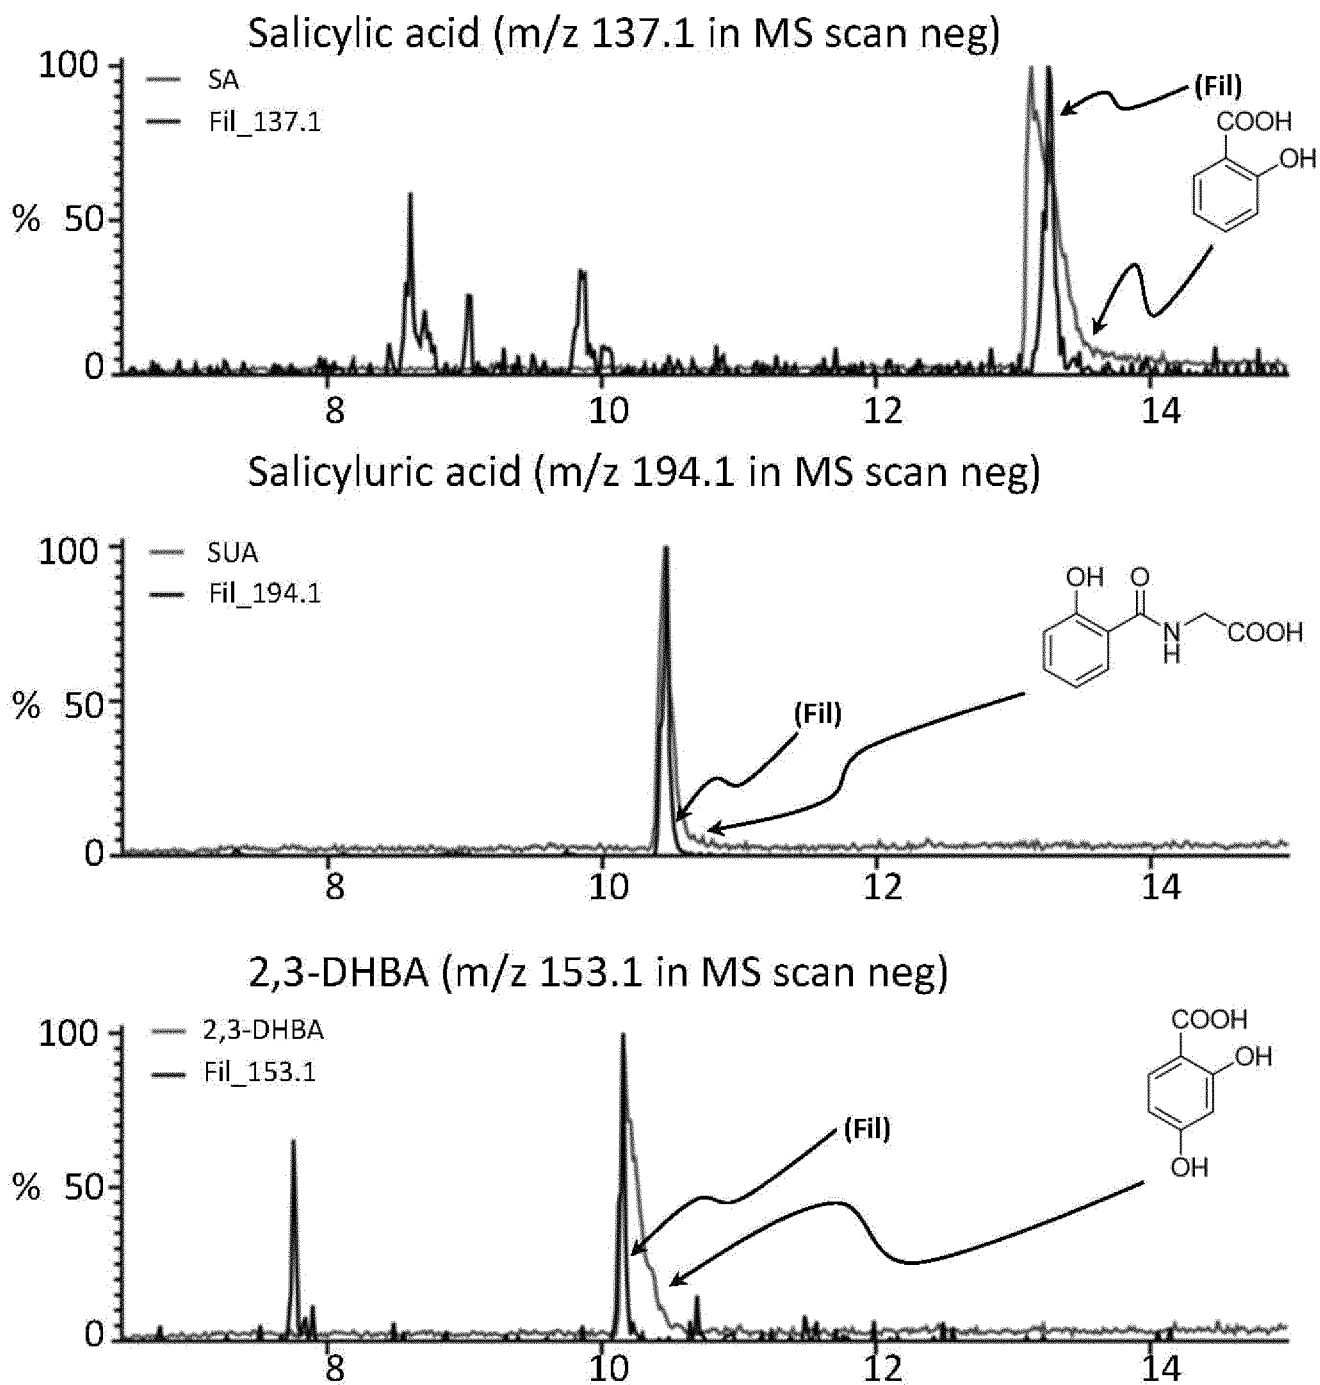 Salicylic acid (m/z 137.1 in MS scan neg)
100
SA
Fil_137.1
(Fil)
COOH
OH
% 50
0
8 10 12 14
Salicyluric acid (m/z 194.1 in MS scan neg)
100
SUA
Fil_194.1
OH O
N
H
COOH
% 50
(Fil)
0
8 10 12 14
2,3-DHBA (m/z 153.1 in MS scan neg)
100
2,3-DHBA
Fil_153.1
COOH
OH
(Fil)
OH
% 50
0
8 10 12 14